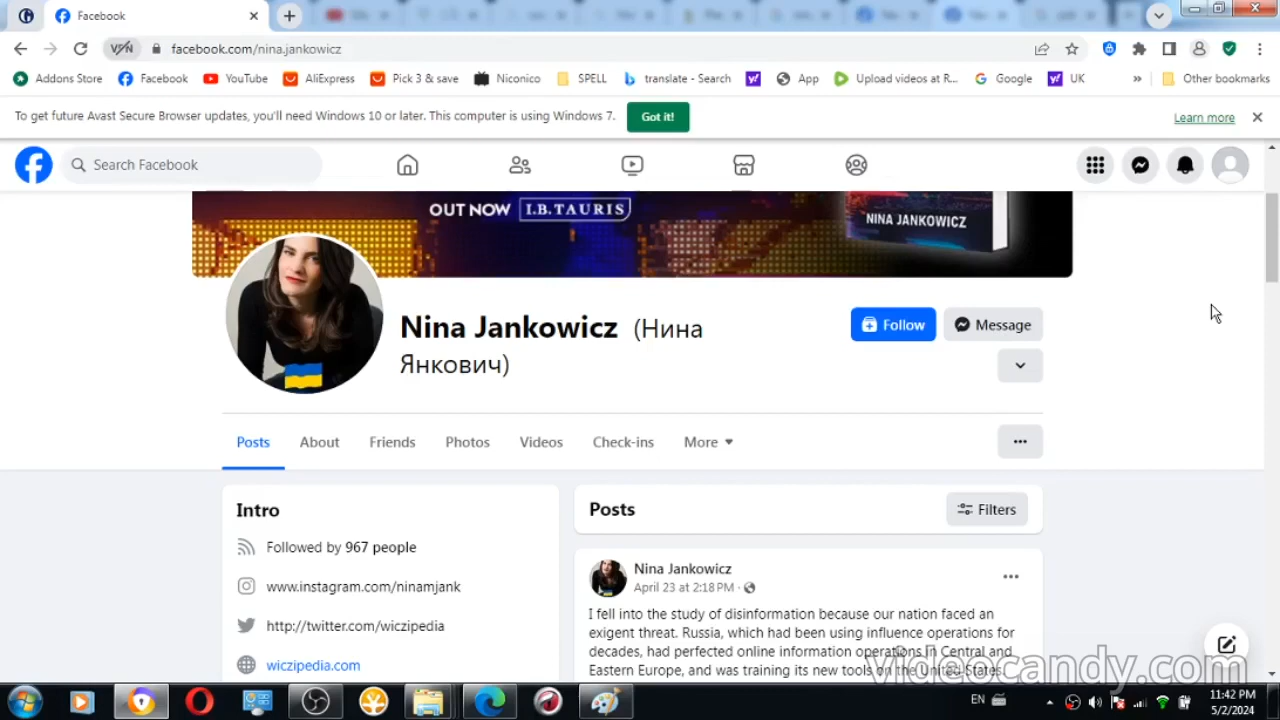 Facebook
facebook.com/nina.jankowicz
Addons Store
Facebook
YouTube
AliExpress
Pick 3 & save
Niconico
SPELL
translate - Search
App
Upload videos at R...
Google
UK
»
Other bookmarks
To get future Avast Secure Browser updates, you'll need Windows 10 or later. This computer is using Windows 7.
Got it!
Learn more
Search Facebook
OUT NOW I.B.TAURIS
NINA JANKOWICZ
Nina Jankowicz (Нина
Янкович)
Follow
Message
Posts
About
Friends
Photos
Videos
Check-ins
More
Intro
Followed by 967 people
www.instagram.com/ninamjank
http://twitter.com/wiczipedia
wiczipedia.com
Posts
Filters
Nina Jankowicz
April 23 at 2:18 PM ·
I fell into the study of disinformation because our nation faced an
exigent threat. Russia, which had been using influence operations for
decades, had perfected online information operations in Central and
Eastern Europe, and was training its new tools on the United States.
videocandy.com
EN
11:42 PM
5/2/2024